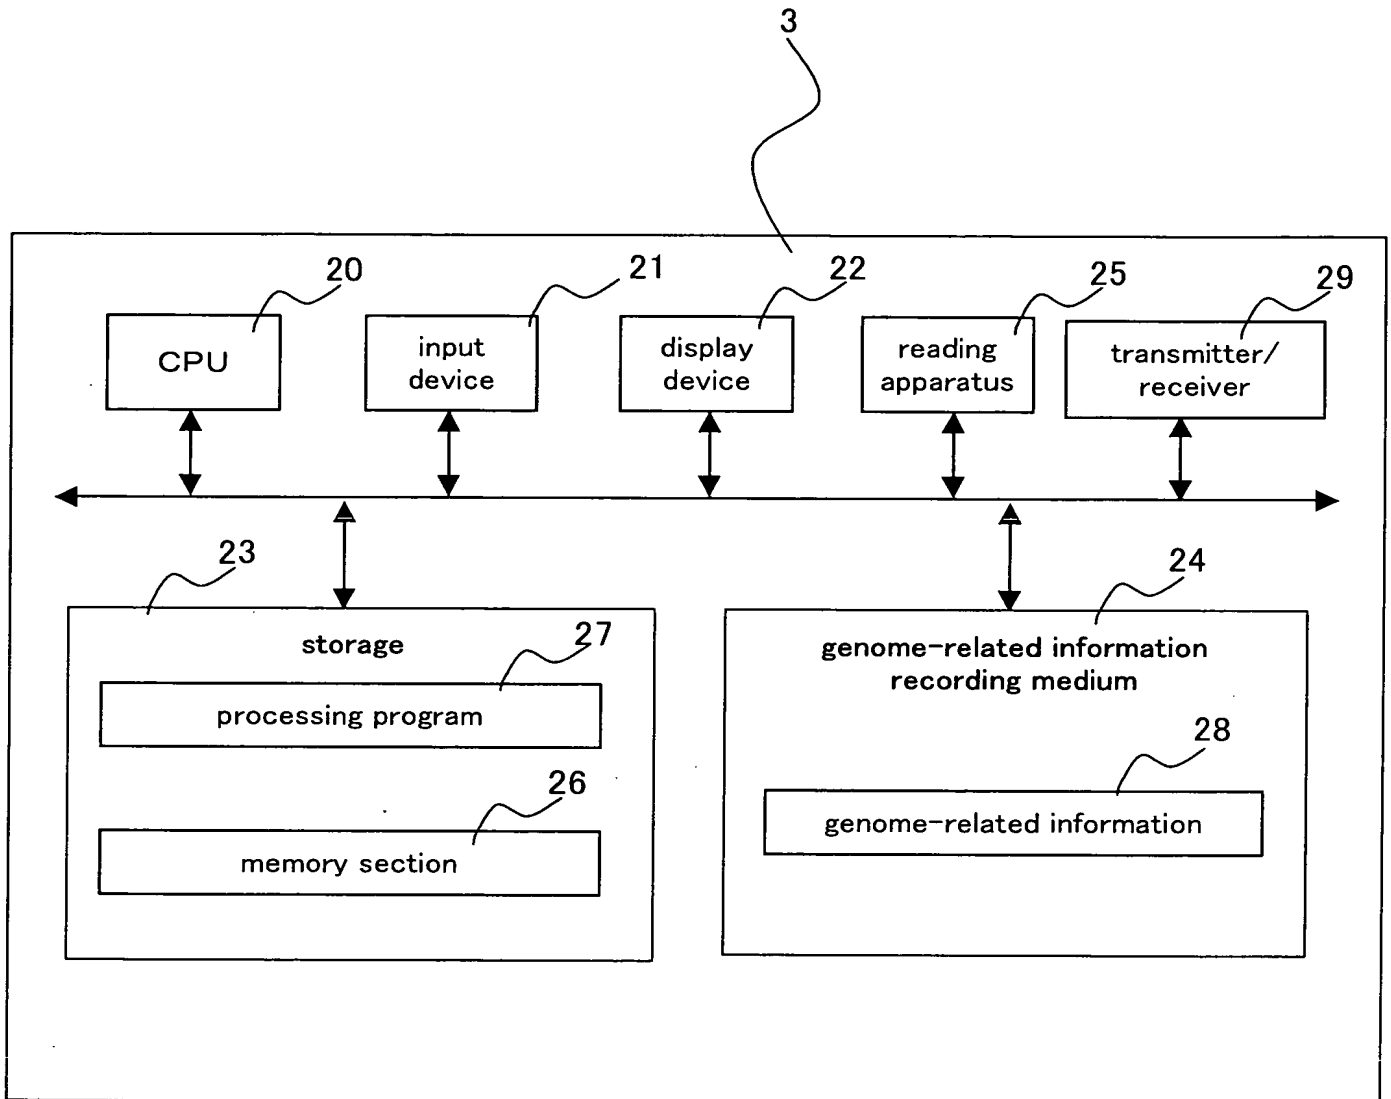 3
20
21
22
25
29
CPU
input
device
display
device
reading
apparatus
transmitter/
receiver
23
24
storage
27
processing program
26
memory section
genome-related information
recording medium
28
genome-related information